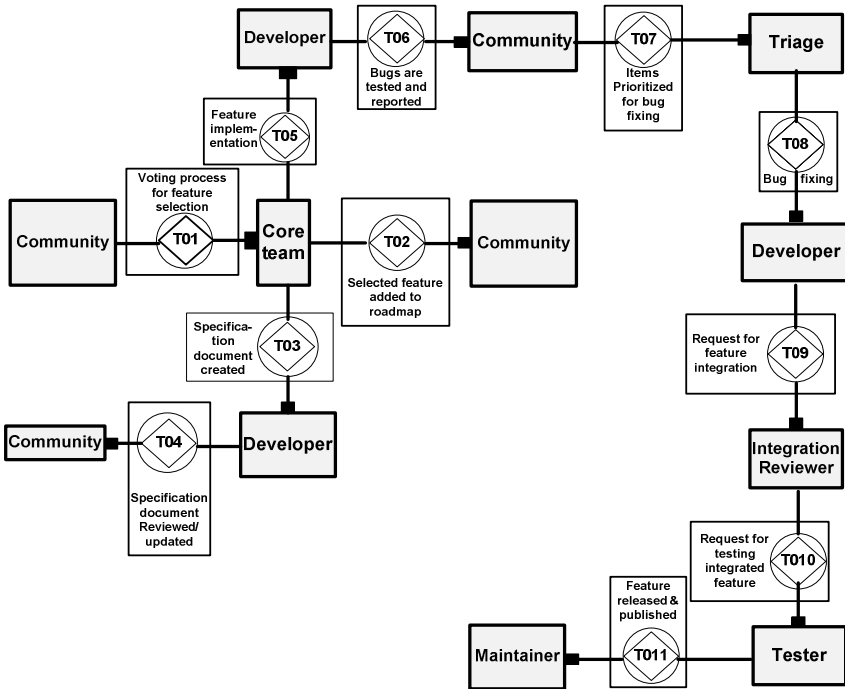 Developer
T06
Bugs are
tested and
reported
Community
T07
Items
Prioritized
for bug
fixing
Triage
T08
Bug fixing
Feature
implem-
entation
T05
Voting process
for feature
selection
Community
T01
Core
team
T02
Selected feature
added to
roadmap
Community
Developer
Specifica-
tion
document
created
T03
Request for
feature
integration
T09
Community
T04
Specification
document
Reviewed/
updated
Developer
Integration
Reviewer
Request for
testing
integrated
feature
T010
Feature
released &
published
Maintainer
T011
Tester